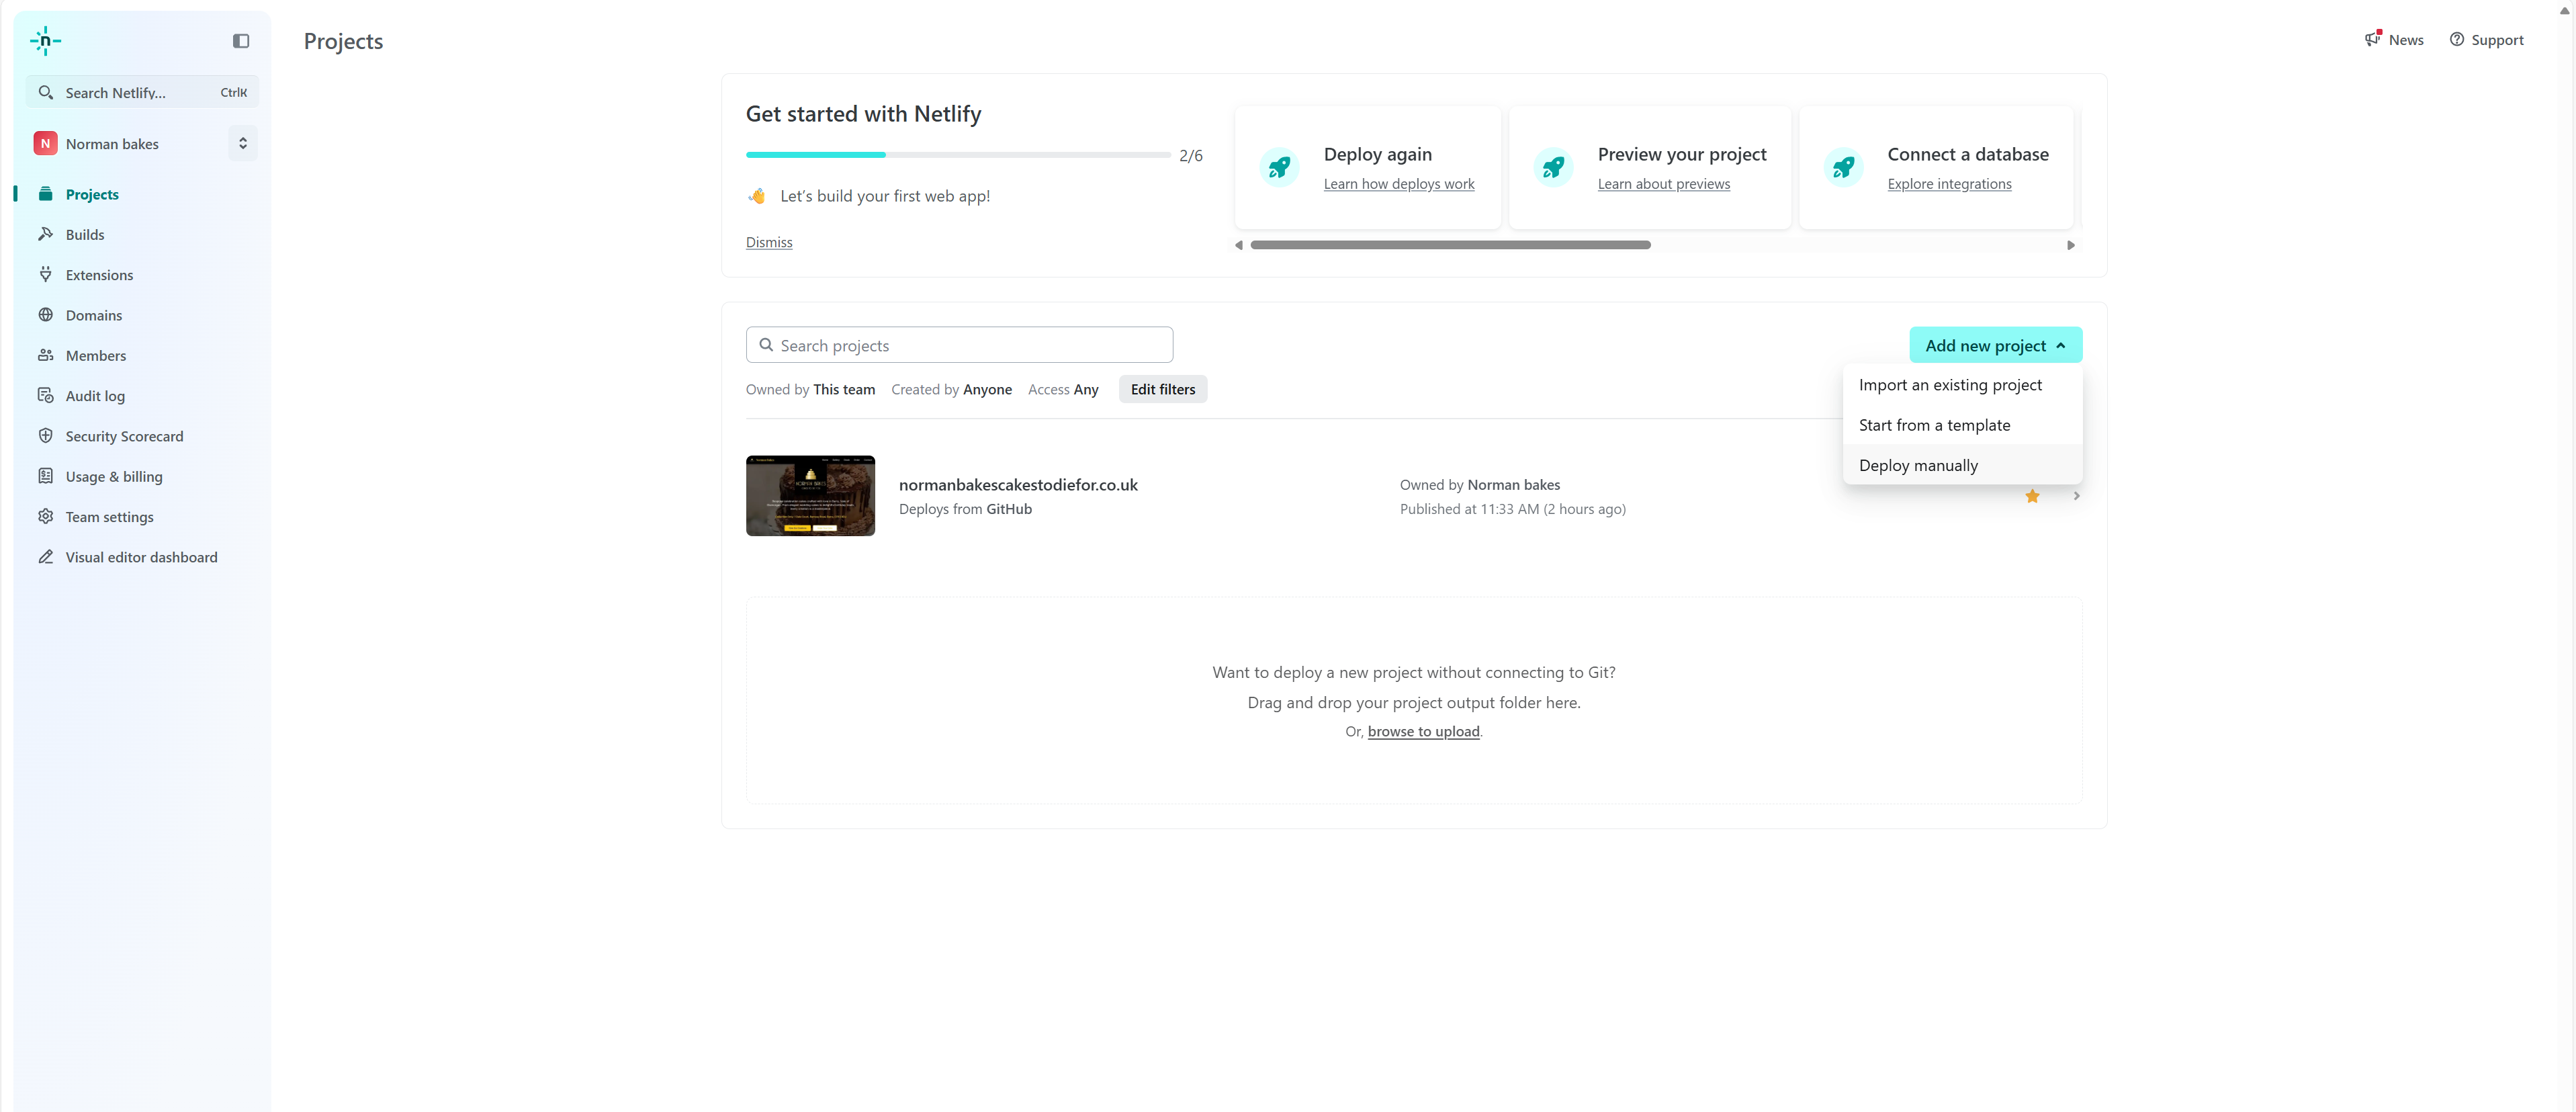 n
Projects
News
Support
Search Netlify...
CtrlK
N
Norman bakes
Projects
Builds
Extensions
Domains
Members
Audit log
Security Scorecard
Usage & billing
Team settings
Visual editor dashboard
Get started with Netlify
2/6
Let's build your first web app!
Dismiss
Deploy again
Learn how deploys work
Preview your project
Learn about previews
Connect a database
Explore integrations
Search projects
Add new project
Import an existing project
Start from a template
Deploy manually
Owned by This team Created by Anyone Access Any Edit filters
NORMAN BAKES
normanbakescakestodiefor.co.uk
Deploys from GitHub
Owned by Norman bakes
Published at 11:33 AM (2 hours ago)
Want to deploy a new project without connecting to Git?
Drag and drop your project output folder here.
Or, browse to upload.